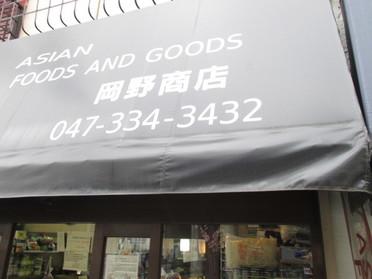 ASIAN
FOODS AND GOODS
岡野商店
047-334-3432